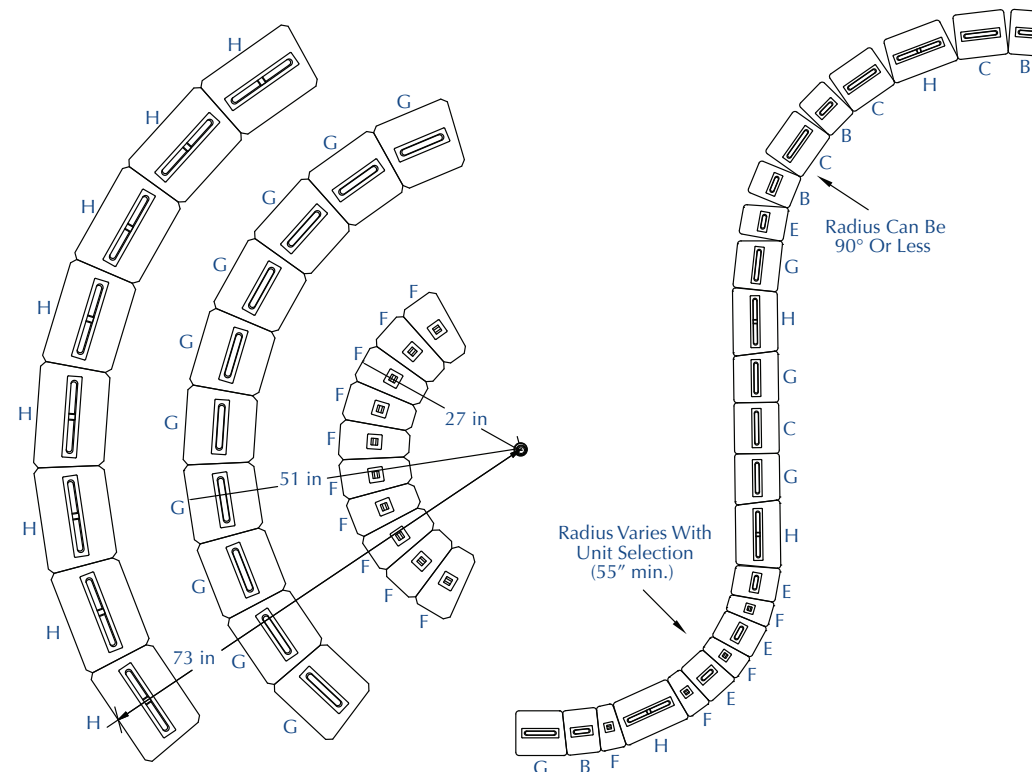 H
H
H
H
H
H
H
H
G
G
G
G
G
G
G
G
G
G
F
F
F
F
F
F
F
F
F
F
27 in
51 in
73 in
B
C
H
C
B
C
B
E
G
H
G
C
G
H
E
F
E
F
E
F
H
F
B
G
Radius Can Be
90° Or Less
Radius Varies With
Unit Selection
(55” min.)